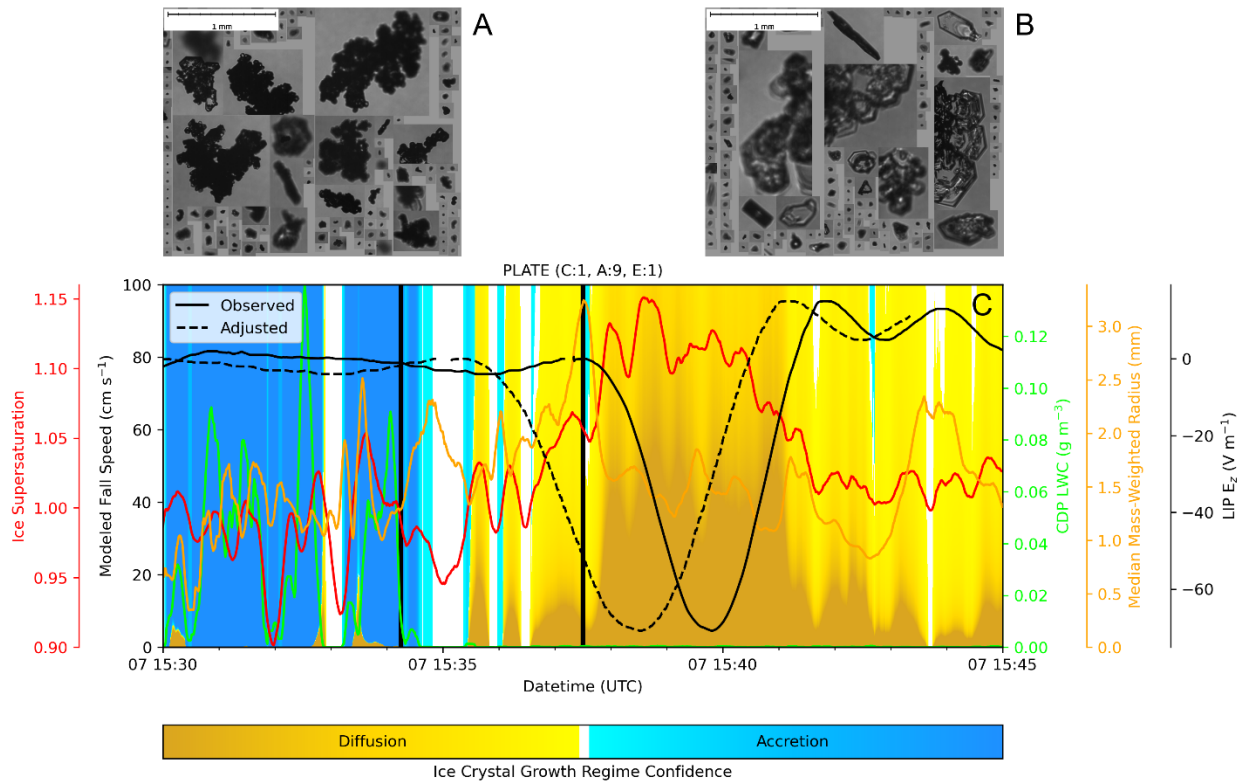 1 mm
A
1 mm
B
PLATE (C:1, A:9, E:1)
C
Observed
Adjusted
1.15
1.10
1.05
1.00
0.95
0.90
Ice Supersaturation
100
80
60
40
20
0
Modeled Fall Speed (cm s⁻¹)
0.12
0.10
0.08
0.06
0.04
0.02
0.00
CDP LWC (g m⁻³)
3.0
2.5
2.0
1.5
1.0
0.5
0.0
Median Mass-Weighted Radius (mm)
0
−20
−40
−60
LIP E_z (V m⁻¹)
07 15:30
07 15:35
07 15:40
07 15:45
Datetime (UTC)
Diffusion
Accretion
Ice Crystal Growth Regime Confidence